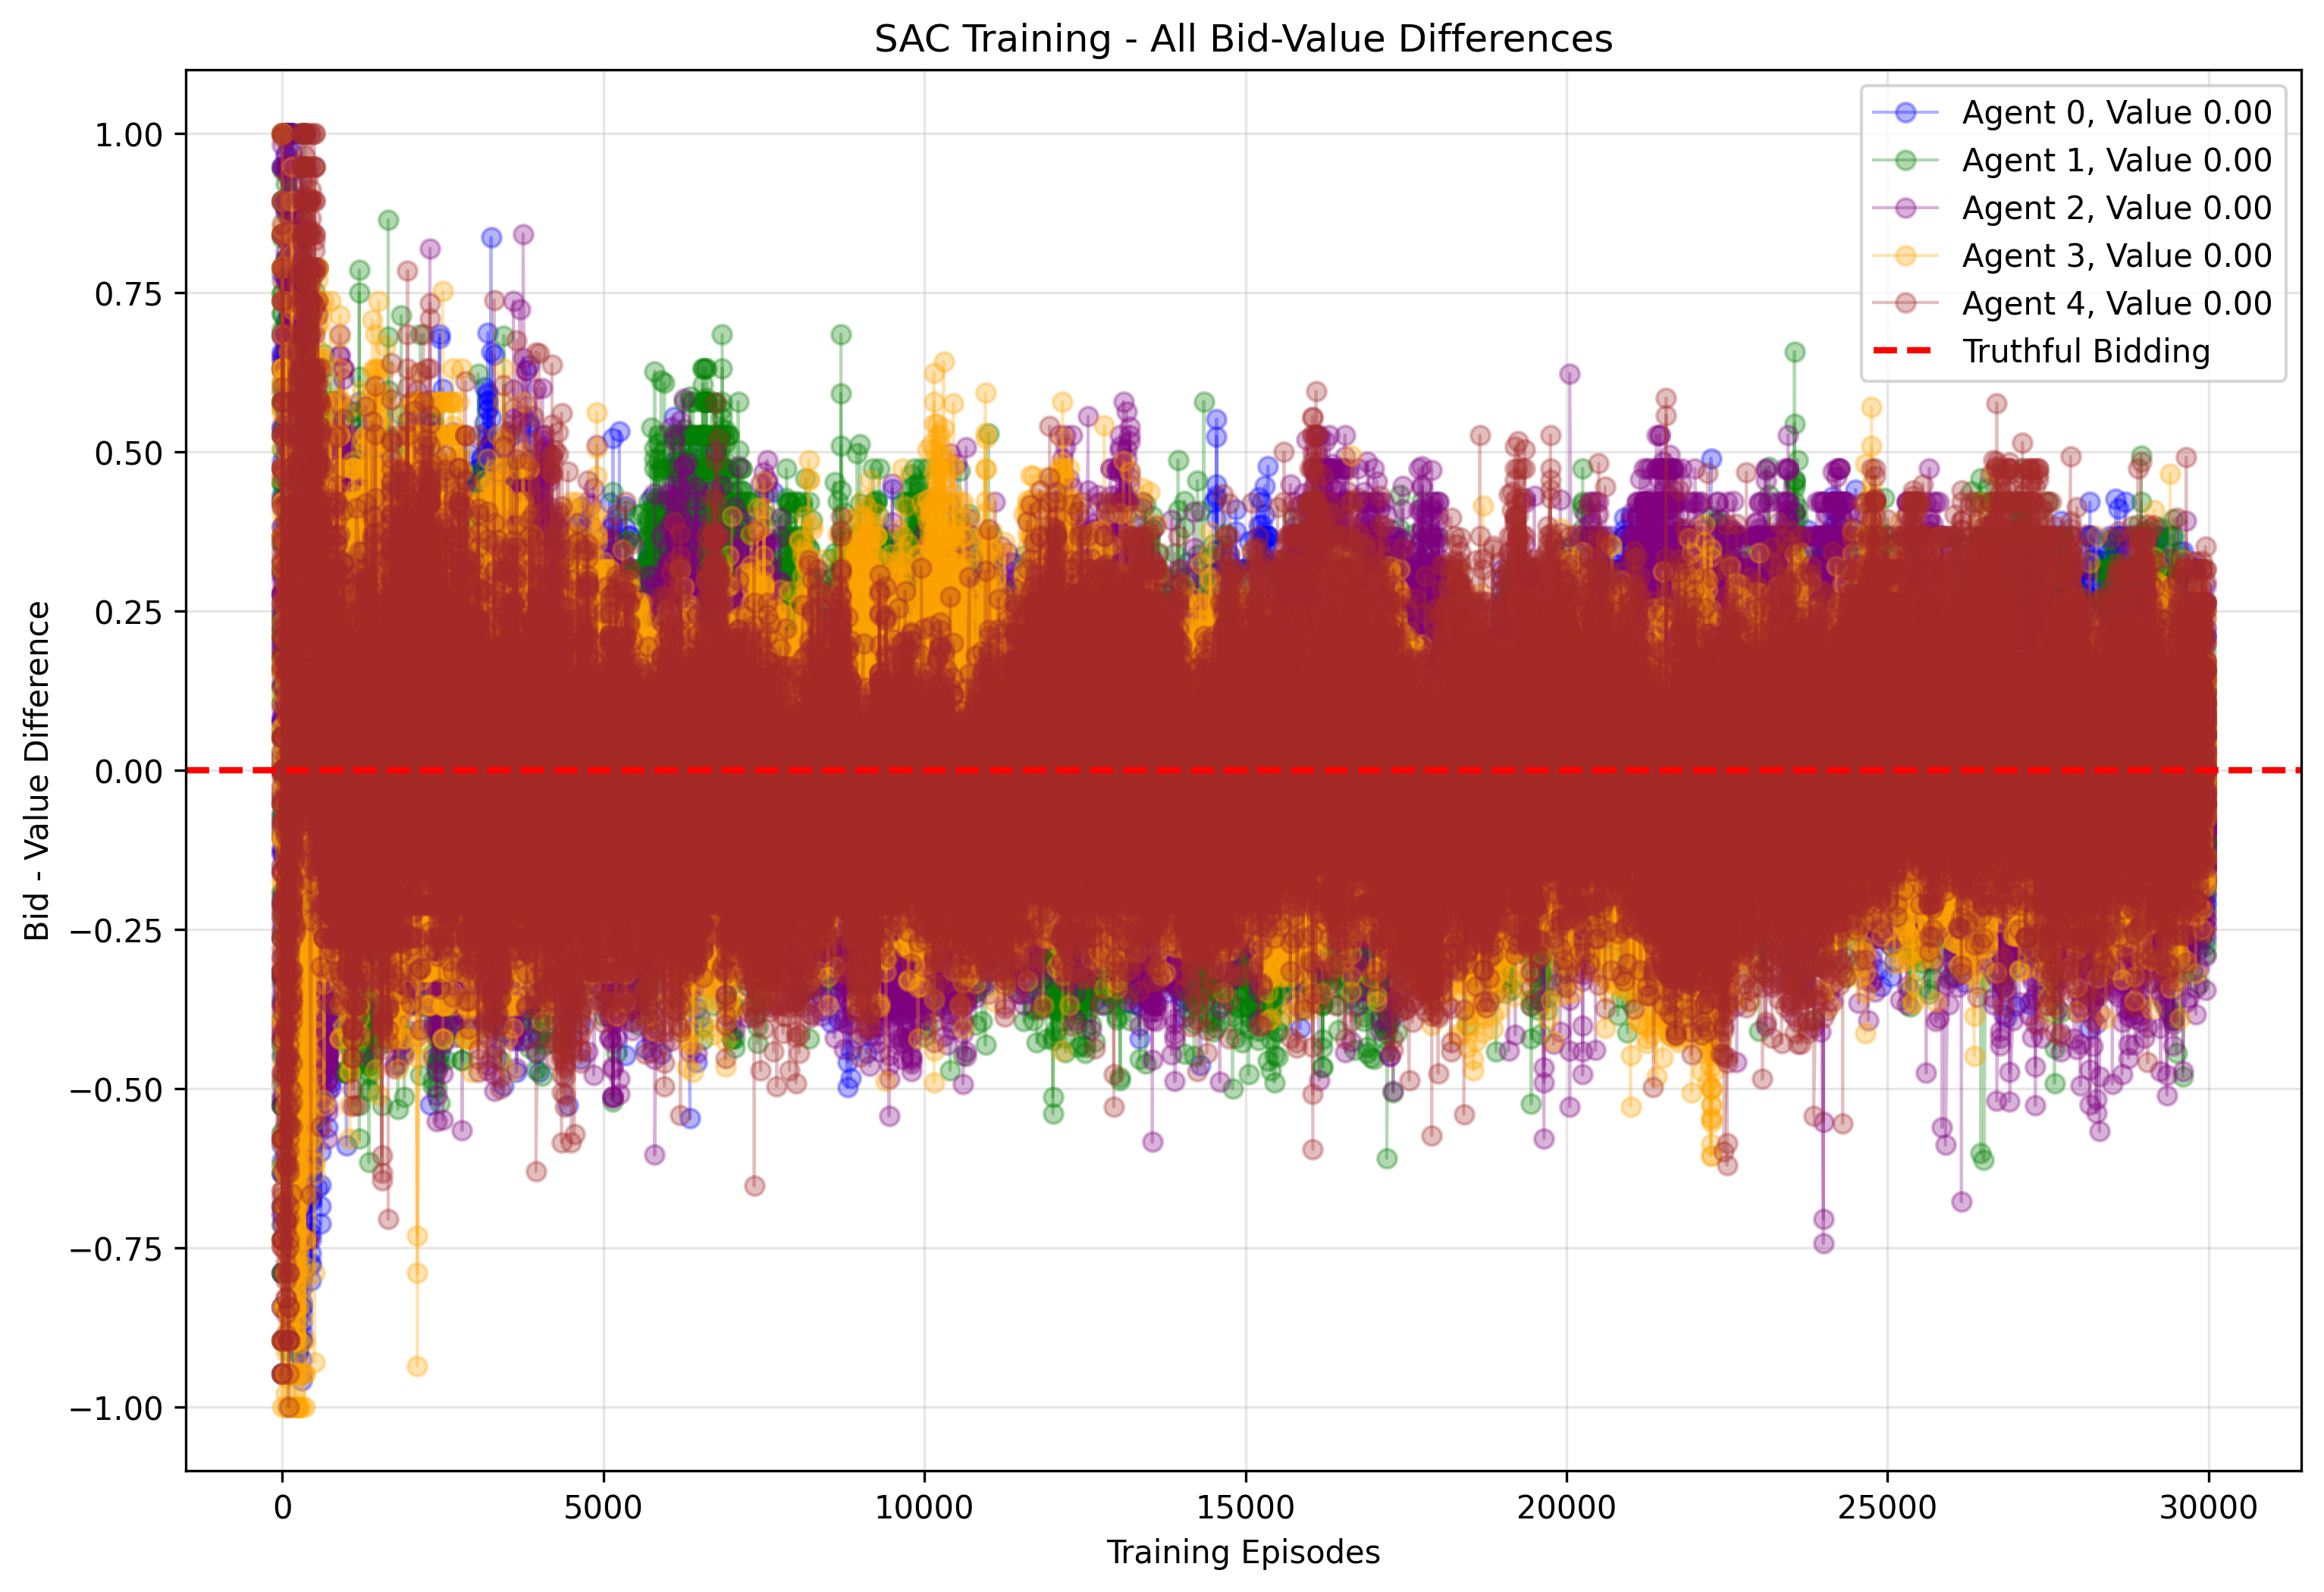 SAC Training - All Bid-Value Differences
Agent 0, Value 0.00
Agent 1, Value 0.00
Agent 2, Value 0.00
Agent 3, Value 0.00
Agent 4, Value 0.00
Truthful Bidding
Bid - Value Difference
1.00
0.75
0.50
0.25
0.00
−0.25
−0.50
−0.75
−1.00
0 5000 10000 15000 20000 25000 30000
Training Episodes